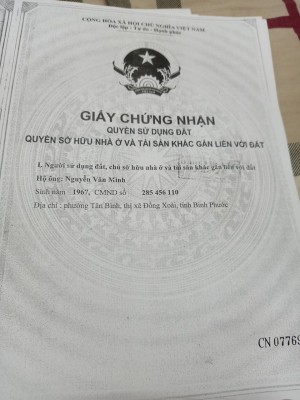 CỘNG HÒA XÃ HỘI CHỦ NGHĨA VIỆT NAM
Độc lập - Tự do - Hạnh phúc
GIẤY CHỨNG NHẬN
QUYỀN SỬ DỤNG ĐẤT
QUYỀN SỞ HỮU NHÀ Ở VÀ TÀI SẢN KHÁC GẮN LIỀN VỚI ĐẤT
I. Người sử dụng đất, chủ sở hữu nhà ở và tài sản khác gắn liền với đất
Hộ ông: Nguyễn Văn Minh
Sinh năm : 1967, CMND số : 285 456 110
Địa chỉ : phường Tân Bình, thị xã Đồng Xoài, tỉnh Bình Phước
CN 07769